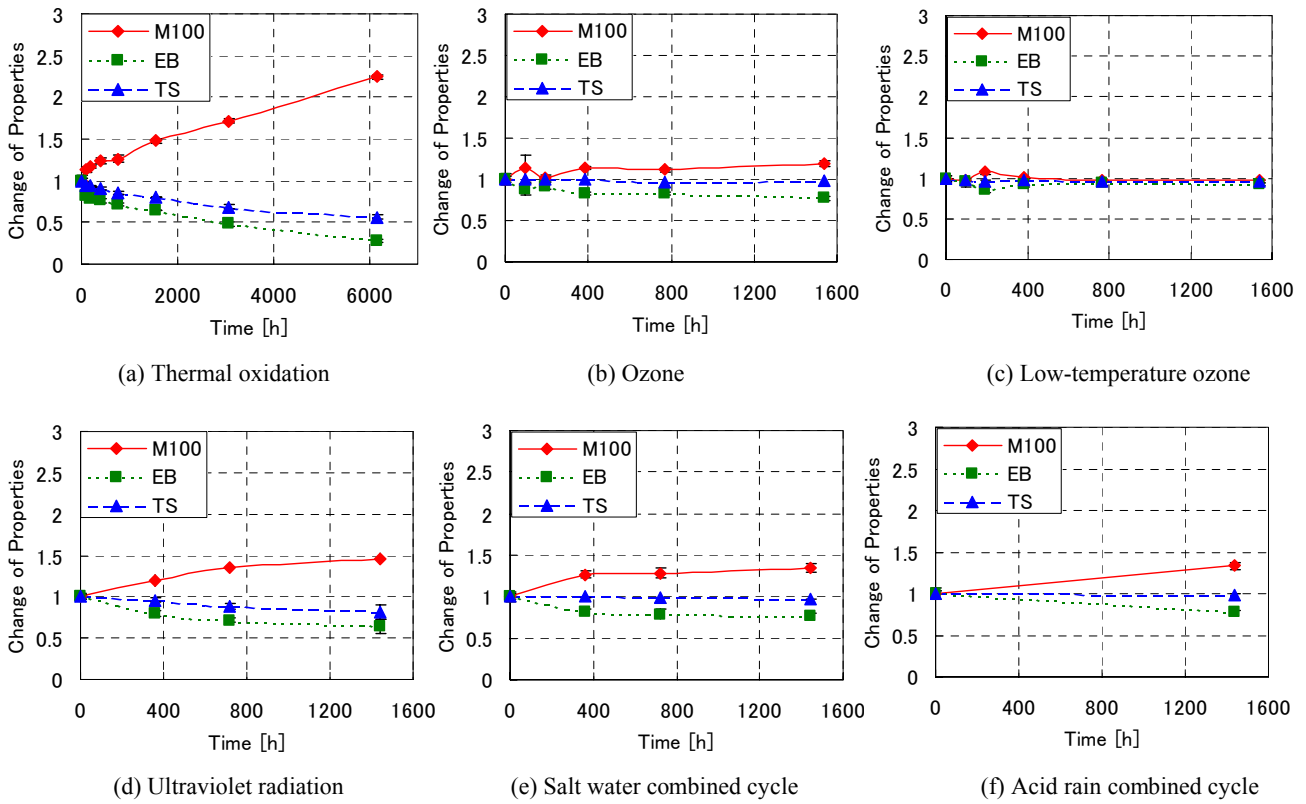 3
2.5
2
1.5
1
0.5
0
Change of Properties
M100
EB
TS
0 2000 4000 6000
Time [h]
(a) Thermal oxidation
3
2.5
2
1.5
1
0.5
0
Change of Properties
M100
EB
TS
0 400 800 1200 1600
Time [h]
(b) Ozone
3
2.5
2
1.5
1
0.5
0
Change of Properties
M100
EB
TS
0 400 800 1200 1600
Time [h]
(c) Low-temperature ozone
3
2.5
2
1.5
1
0.5
0
Change of Properties
M100
EB
TS
0 400 800 1200 1600
Time [h]
(d) Ultraviolet radiation
3
2.5
2
1.5
1
0.5
0
Change of Properties
M100
EB
TS
0 400 800 1200 1600
Time [h]
(e) Salt water combined cycle
3
2.5
2
1.5
1
0.5
0
Change of Properties
M100
EB
TS
0 400 800 1200 1600
Time [h]
(f) Acid rain combined cycle